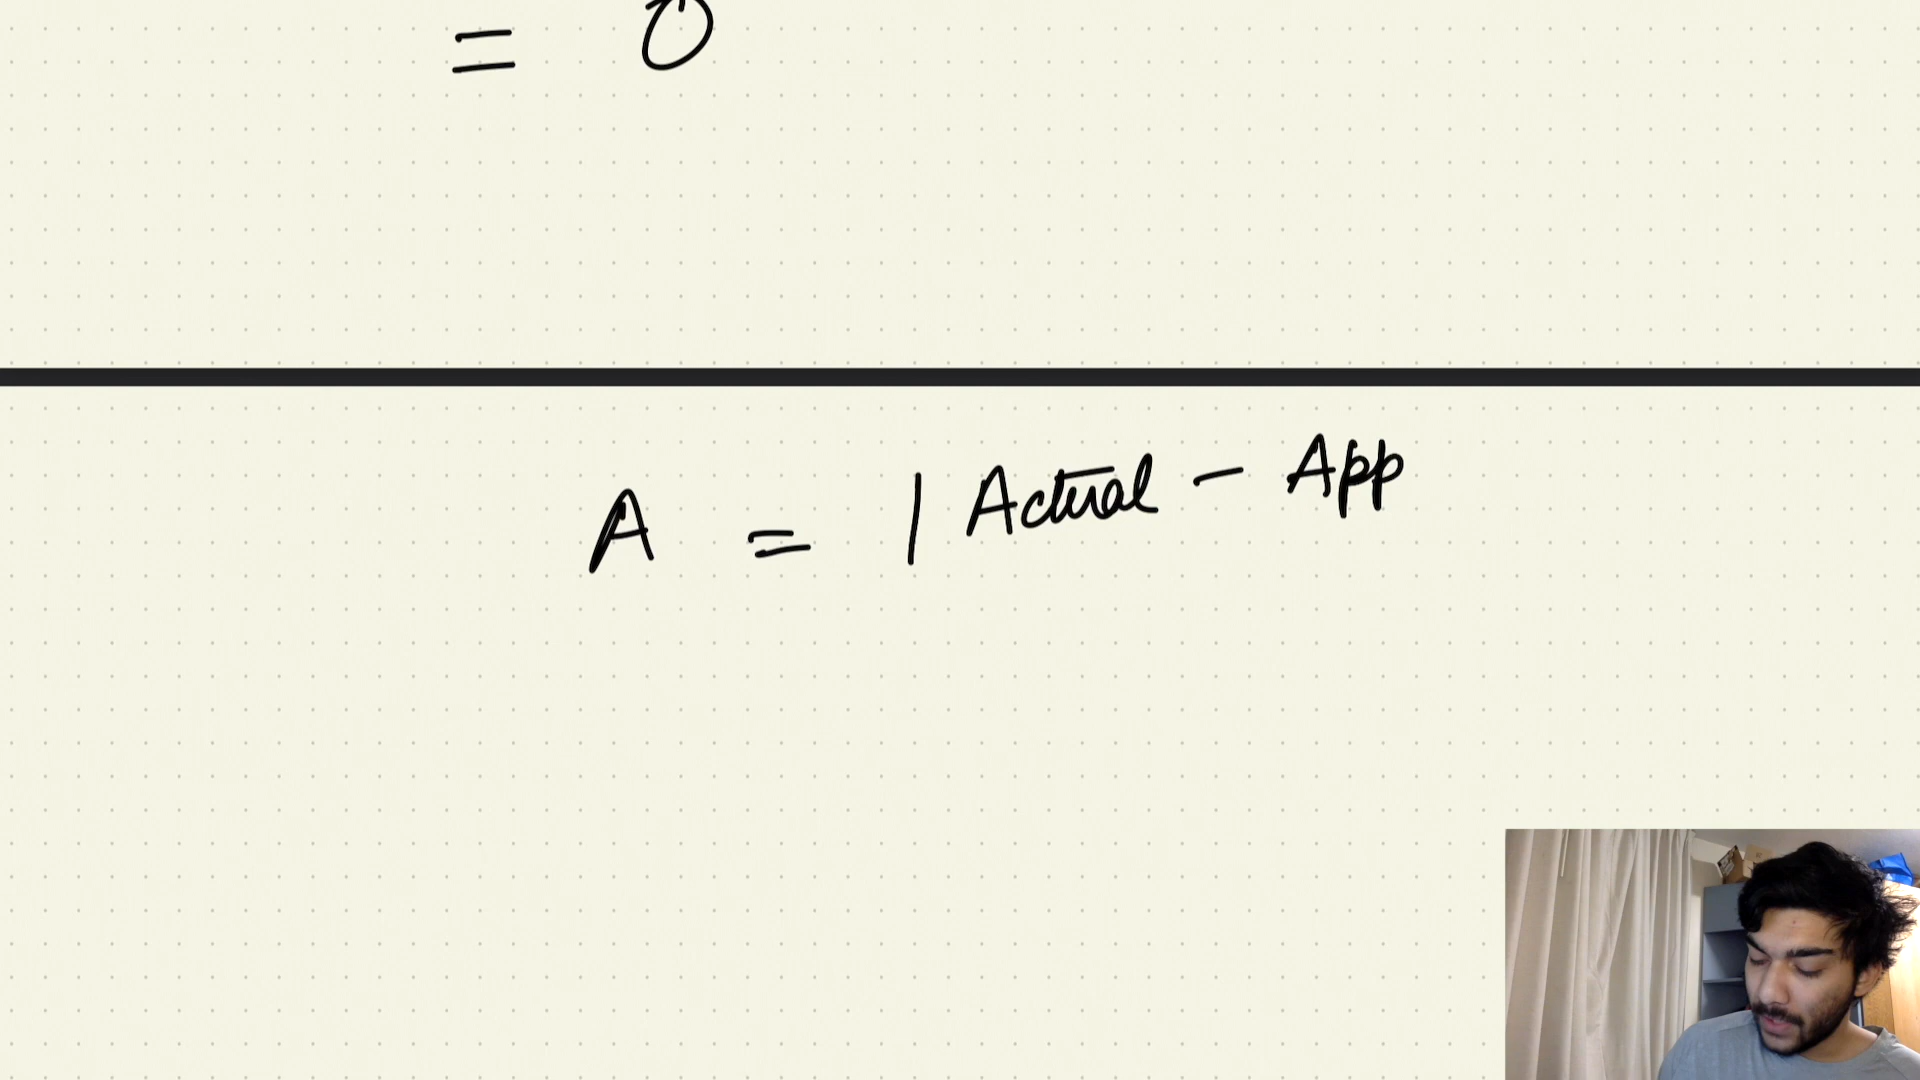 = 0
A = | Actual - App